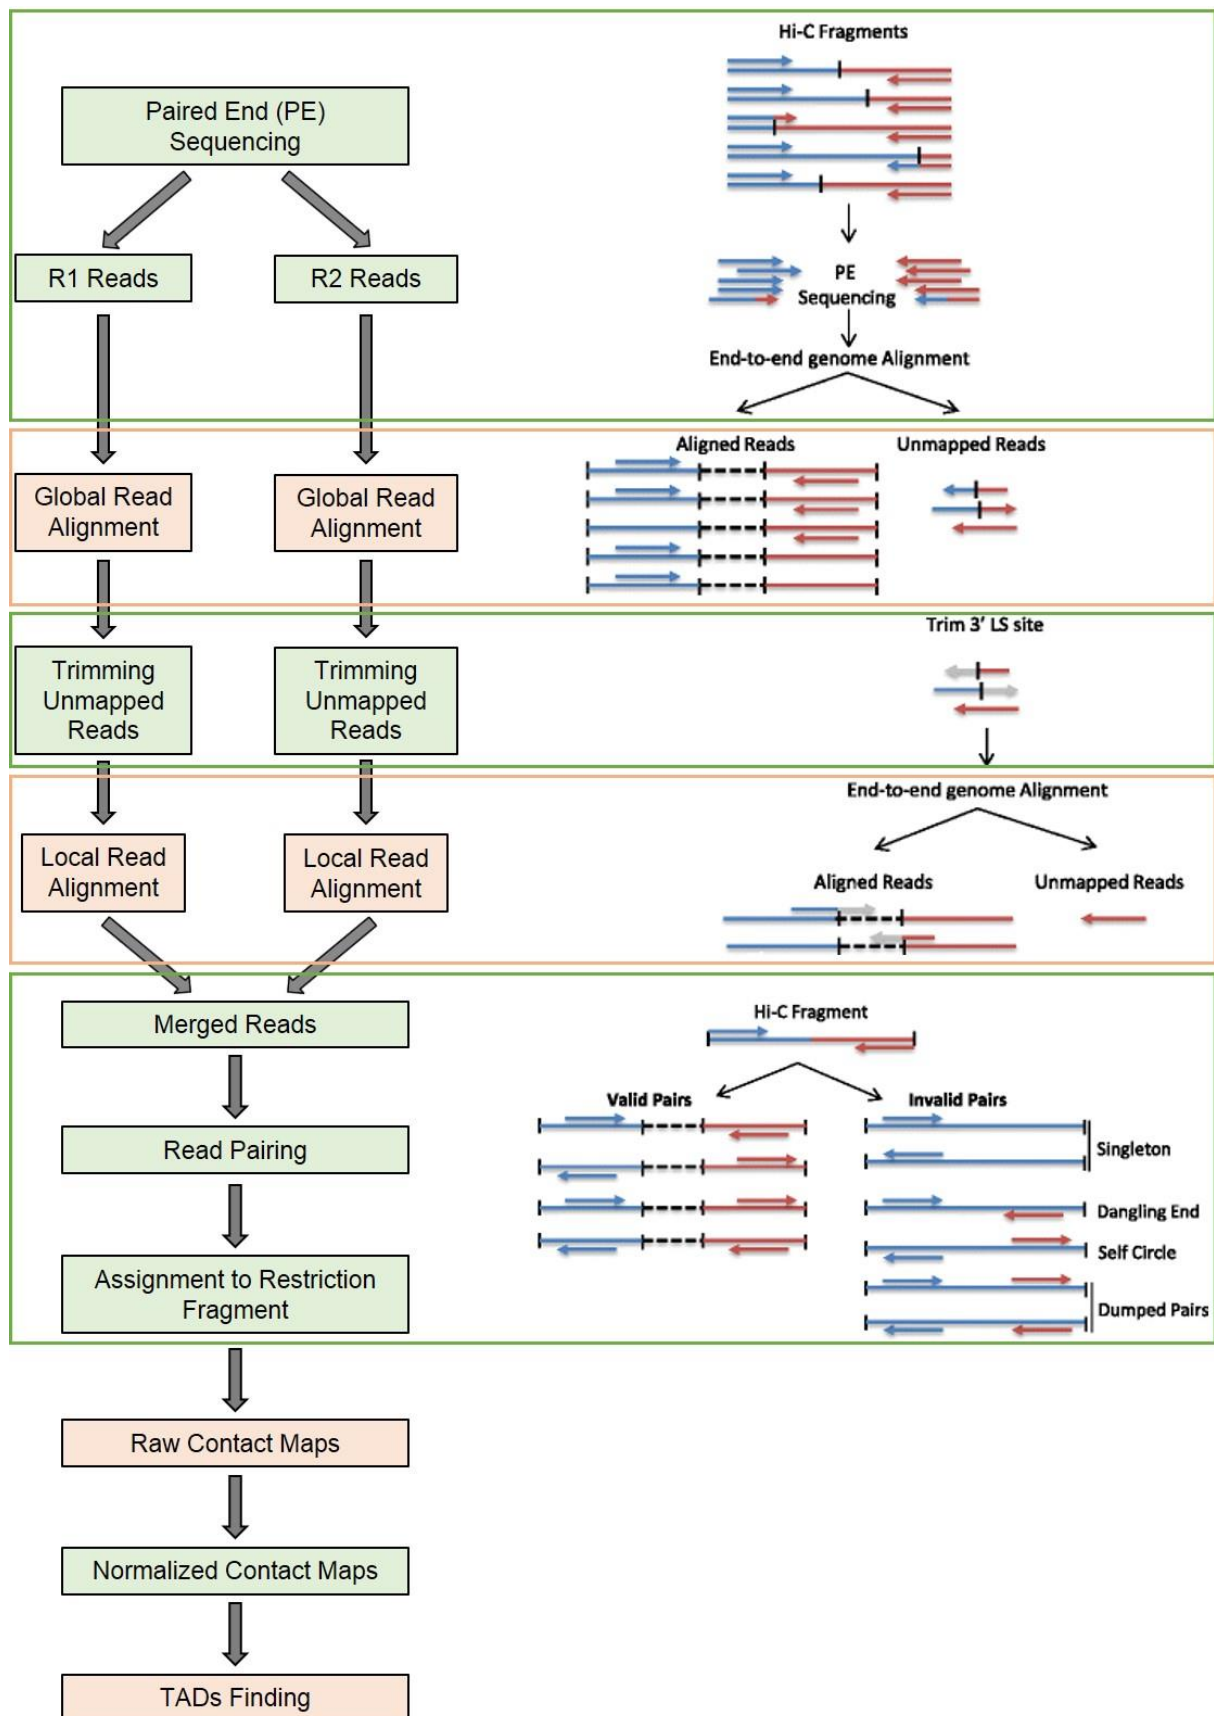 Paired End (PE)
Sequencing
R1 Reads
R2 Reads
Hi-C Fragments
PE
Sequencing
End-to-end genome Alignment
Global Read
Alignment
Global Read
Alignment
Aligned Reads
Unmapped Reads
Trimming
Unmapped
Reads
Trimming
Unmapped
Reads
Trim 3’ LS site
Local Read
Alignment
Local Read
Alignment
End-to-end genome Alignment
Aligned Reads
Unmapped Reads
Merged Reads
Read Pairing
Assignment to Restriction
Fragment
Hi-C Fragment
Valid Pairs
Invalid Pairs
Singleton
Dangling End
Self Circle
Dumped Pairs
Raw Contact Maps
Normalized Contact Maps
TADs Finding